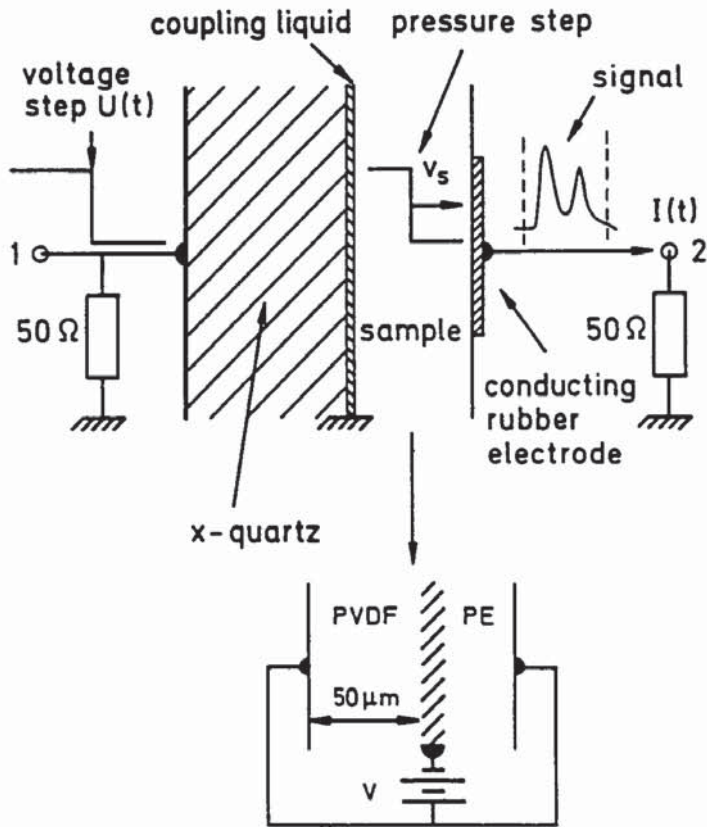 coupling liquid
pressure step
voltage
step U(t)
signal
v_s
I(t)
1
2
50 Ω
sample
50 Ω
conducting
rubber
electrode
x-quartz
PVDF
PE
50 μm
V